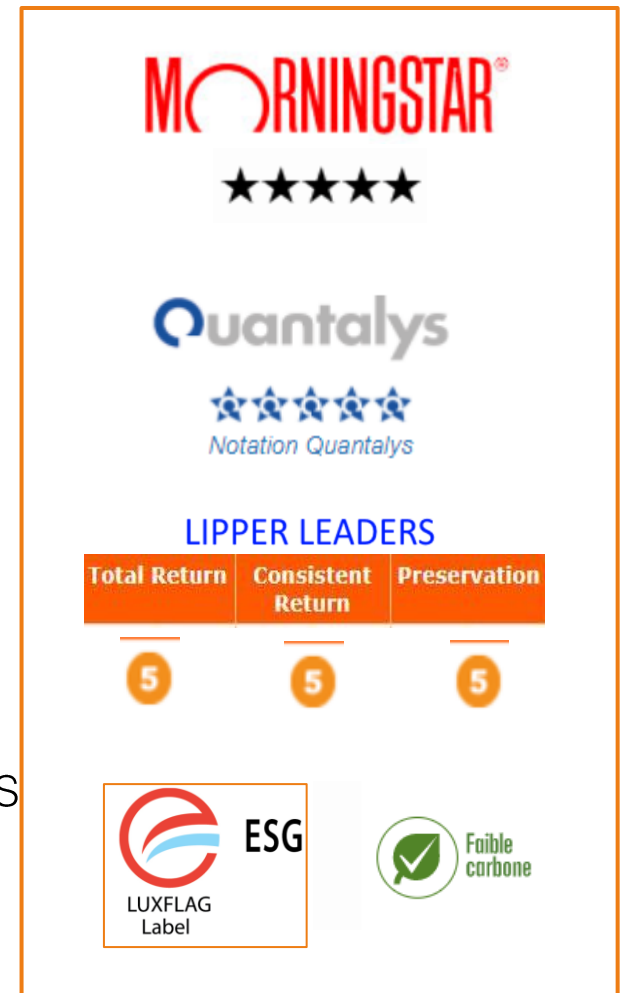 MORNINGSTAR®
★★★★★
Quantalys
Notation Quantalys
LIPPER LEADERS
Total Return Consistent Return Preservation
5 5 5
s
ESG
LUXFLAG
Label
Faible
carbone